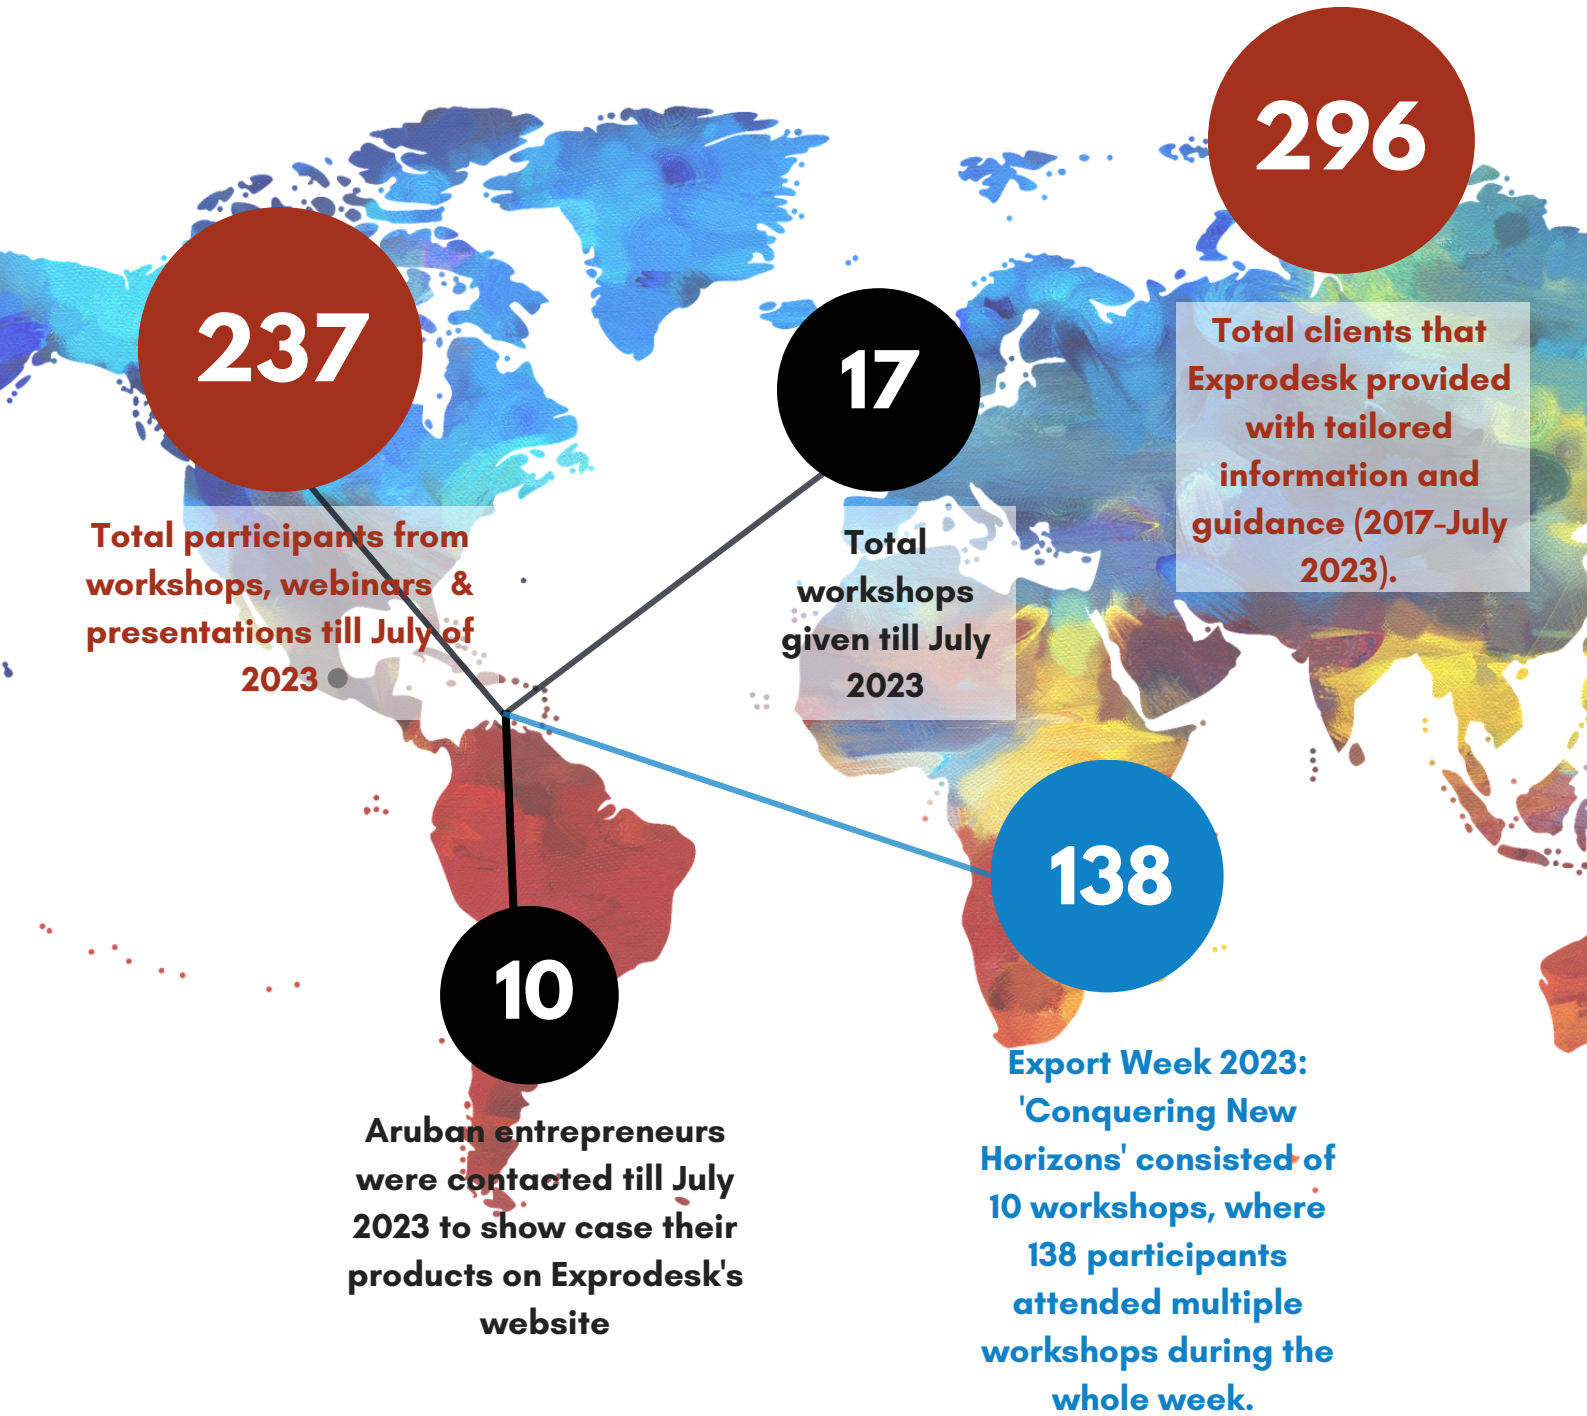 296
Total clients that
Exprodesk provided
with tailored
information and
guidance (2017-July
2023).
237
Total participants from
workshops, webinars &
presentations till July of
2023
17
Total
workshops
given till July
2023
138
Export Week 2023:
'Conquering New
Horizons' consisted of
10 workshops, where
138 participants
attended multiple
workshops during the
whole week.
10
Aruban entrepreneurs
were contacted till July
2023 to show case their
products on Exprodesk's
website